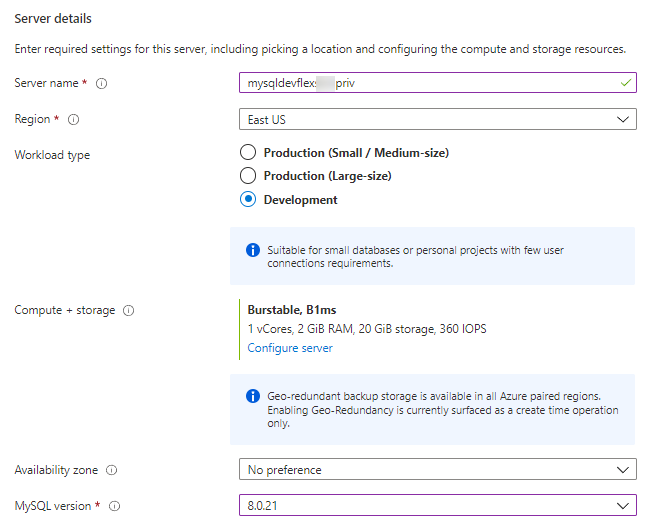 Server details
Enter required settings for this server, including picking a location and configuring the compute and storage resources.
Server name *
mysqldevflex priv
Region *
East US
Workload type
Production (Small / Medium-size)
Production (Large-size)
Development
Suitable for small databases or personal projects with few user
connections requirements.
Compute + storage
Burstable, B1ms
1 vCores, 2 GiB RAM, 20 GiB storage, 360 IOPS
Configure server
Geo-redundant backup storage is available in all Azure paired regions.
Enabling Geo-Redundancy is currently surfaced as a create time operation
only.
Availability zone
No preference
MySQL version *
8.0.21